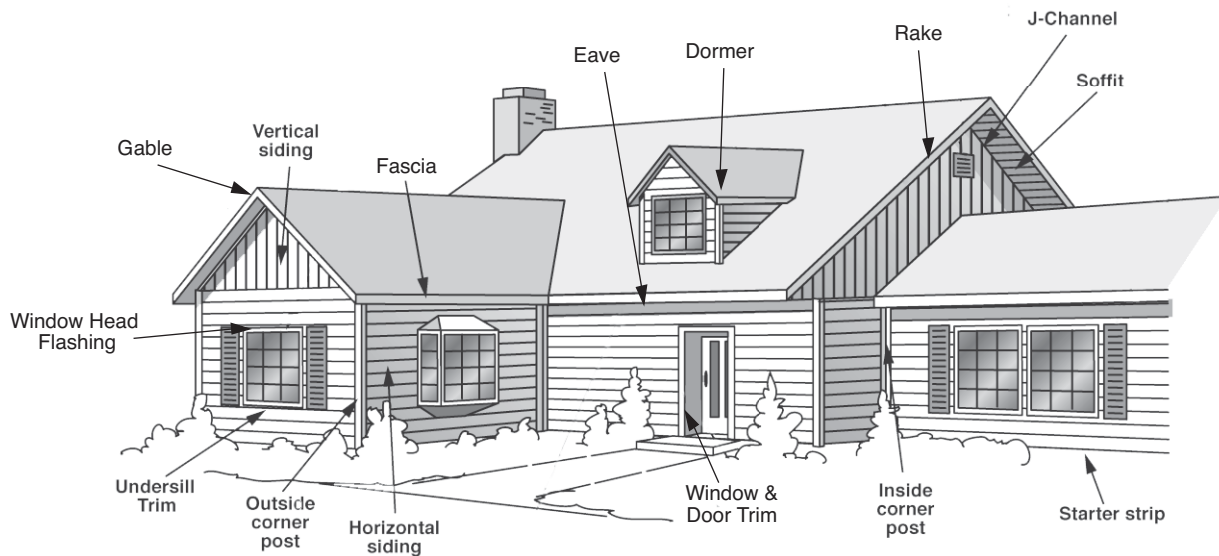 J-Channel
Rake
Soffit
Eave
Dormer
Vertical
siding
Gable
Fascia
Window Head
Flashing
Undersill
Trim
Outside
corner
post
Horizontal
siding
Window &
Door Trim
Inside
corner
post
Starter strip